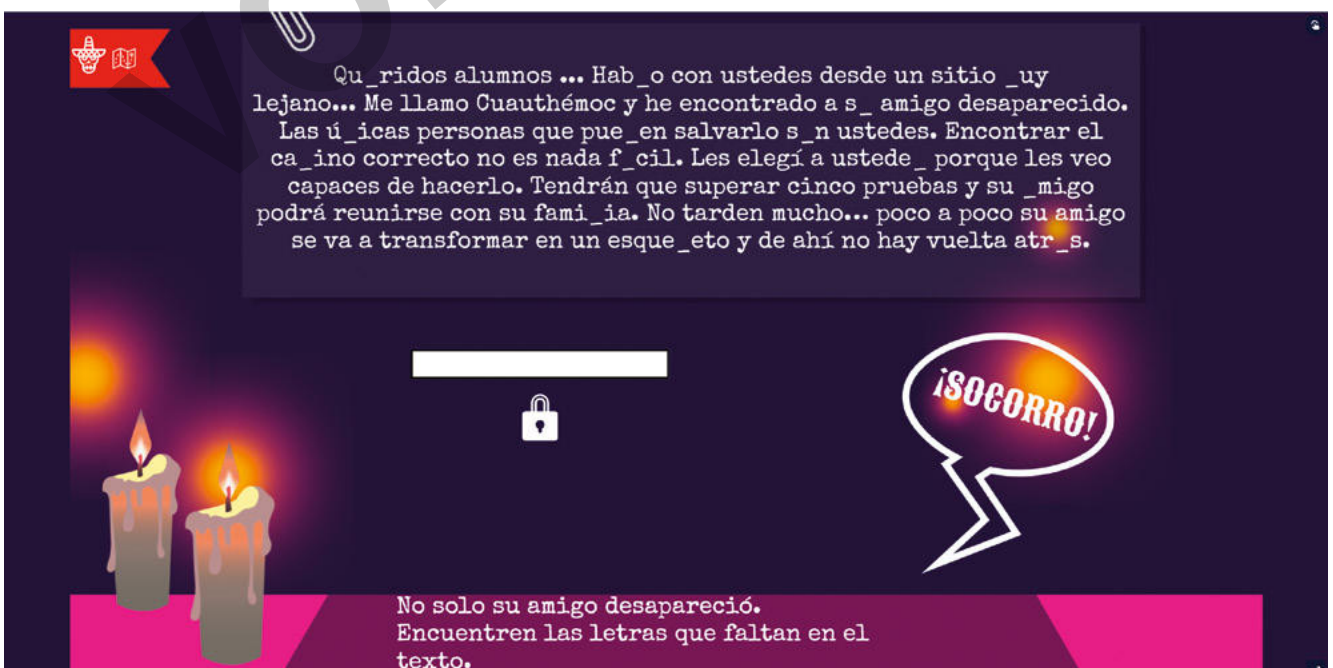 Qu_ridos alumnos ... Hab_o con ustedes desde un sitio _uy
lejano... Me llamo Cuauthémoc y he encontrado a s_ amigo desaparecido.
Las ú_icas personas que pue_en salvarlo s_n ustedes. Encontrar el
ca_ino correcto no es nada f_cil. Les elegí a ustede_ porque les veo
capaces de hacerlo. Tendrán que superar cinco pruebas y su _migo
podrá reunirse con su fami_ia. No tarden mucho... poco a poco su amigo
se va a transformar en un esque_eto y de ahí no hay vuelta atr_s.
¡SOCORRO!
No solo su amigo desapareció.
Encuentren las letras que faltan en el
texto.